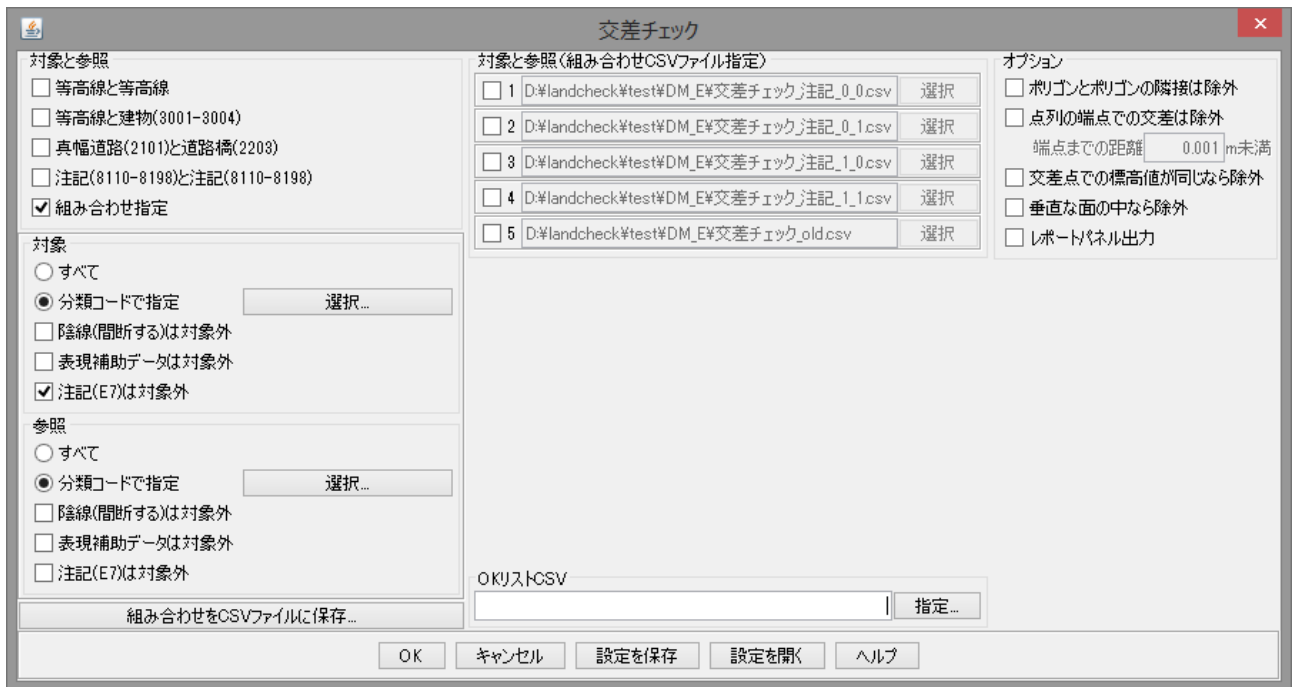 交差チェック
対象と参照
等高線と等高線
等高線と建物(3001-3004)
真幅道路(2101)と道路橋(2203)
注記(8110-8198)と注記(8110-8198)
組み合わせ指定
対象
すべて
分類コードで指定 選択...
陰線(間断する)は対象外
表現補助データは対象外
注記(E7)は対象外
参照
すべて
分類コードで指定 選択...
陰線(間断する)は対象外
表現補助データは対象外
注記(E7)は対象外
組み合わせをCSVファイルに保存...
対象と参照(組み合わせCSVファイル指定)
1 D:¥landcheck¥test¥DM_E¥交差チェック_注記_0_0.csv 選択
2 D:¥landcheck¥test¥DM_E¥交差チェック_注記_0_1.csv 選択
3 D:¥landcheck¥test¥DM_E¥交差チェック_注記_1_0.csv 選択
4 D:¥landcheck¥test¥DM_E¥交差チェック_注記_1_1.csv 選択
5 D:¥landcheck¥test¥DM_E¥交差チェック_old.csv 選択
OKリストCSV
指定...
オプション
ポリゴンとポリゴンの隣接は除外
点列の端点での交差は除外
端点までの距離 0.001 m未満
交差点での標高値が同じなら除外
垂直な面の中なら除外
レポートパネル出力
OK キャンセル 設定を保存 設定を開く ヘルプ